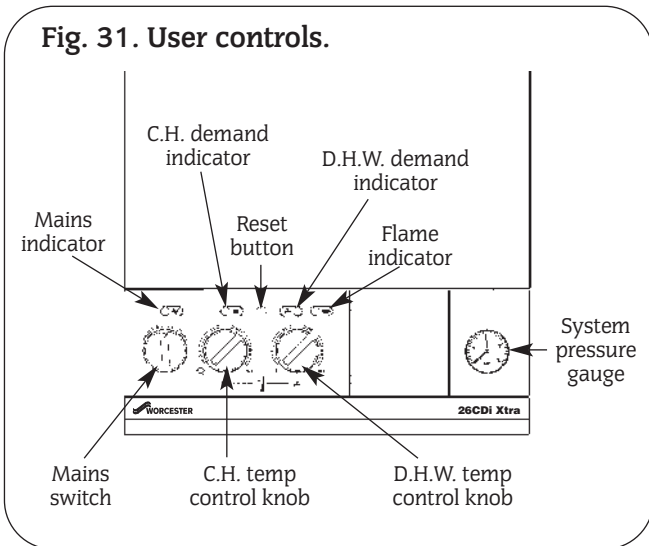 Fig. 31. User controls.
C.H. demand
indicator
D.H.W. demand
indicator
Mains
indicator
Reset
button
Flame
indicator
System
pressure
gauge
WORCESTER
26CDi Xtra
Mains
switch
C.H. temp
control knob
D.H.W. temp
control knob